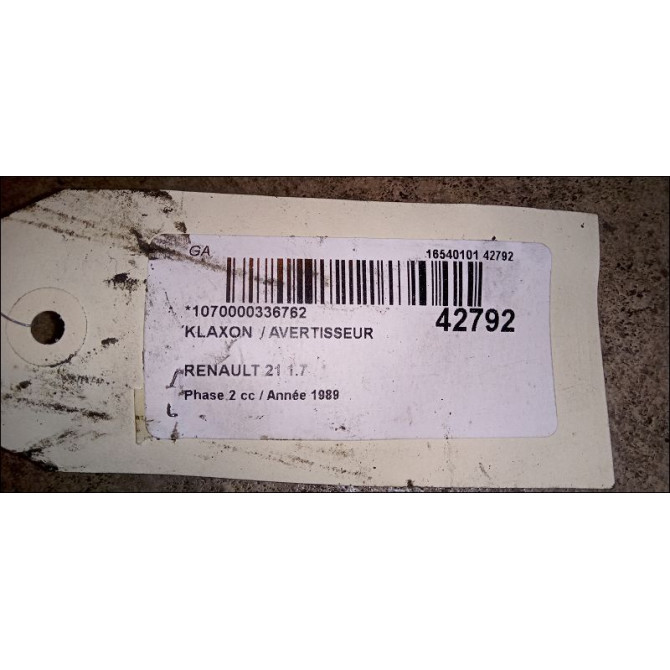 GA 16540101 42792
*1070000336762
42792
KLAXON / AVERTISSEUR
RENAULT 21 1.7
Phase 2 cc / Année 1989